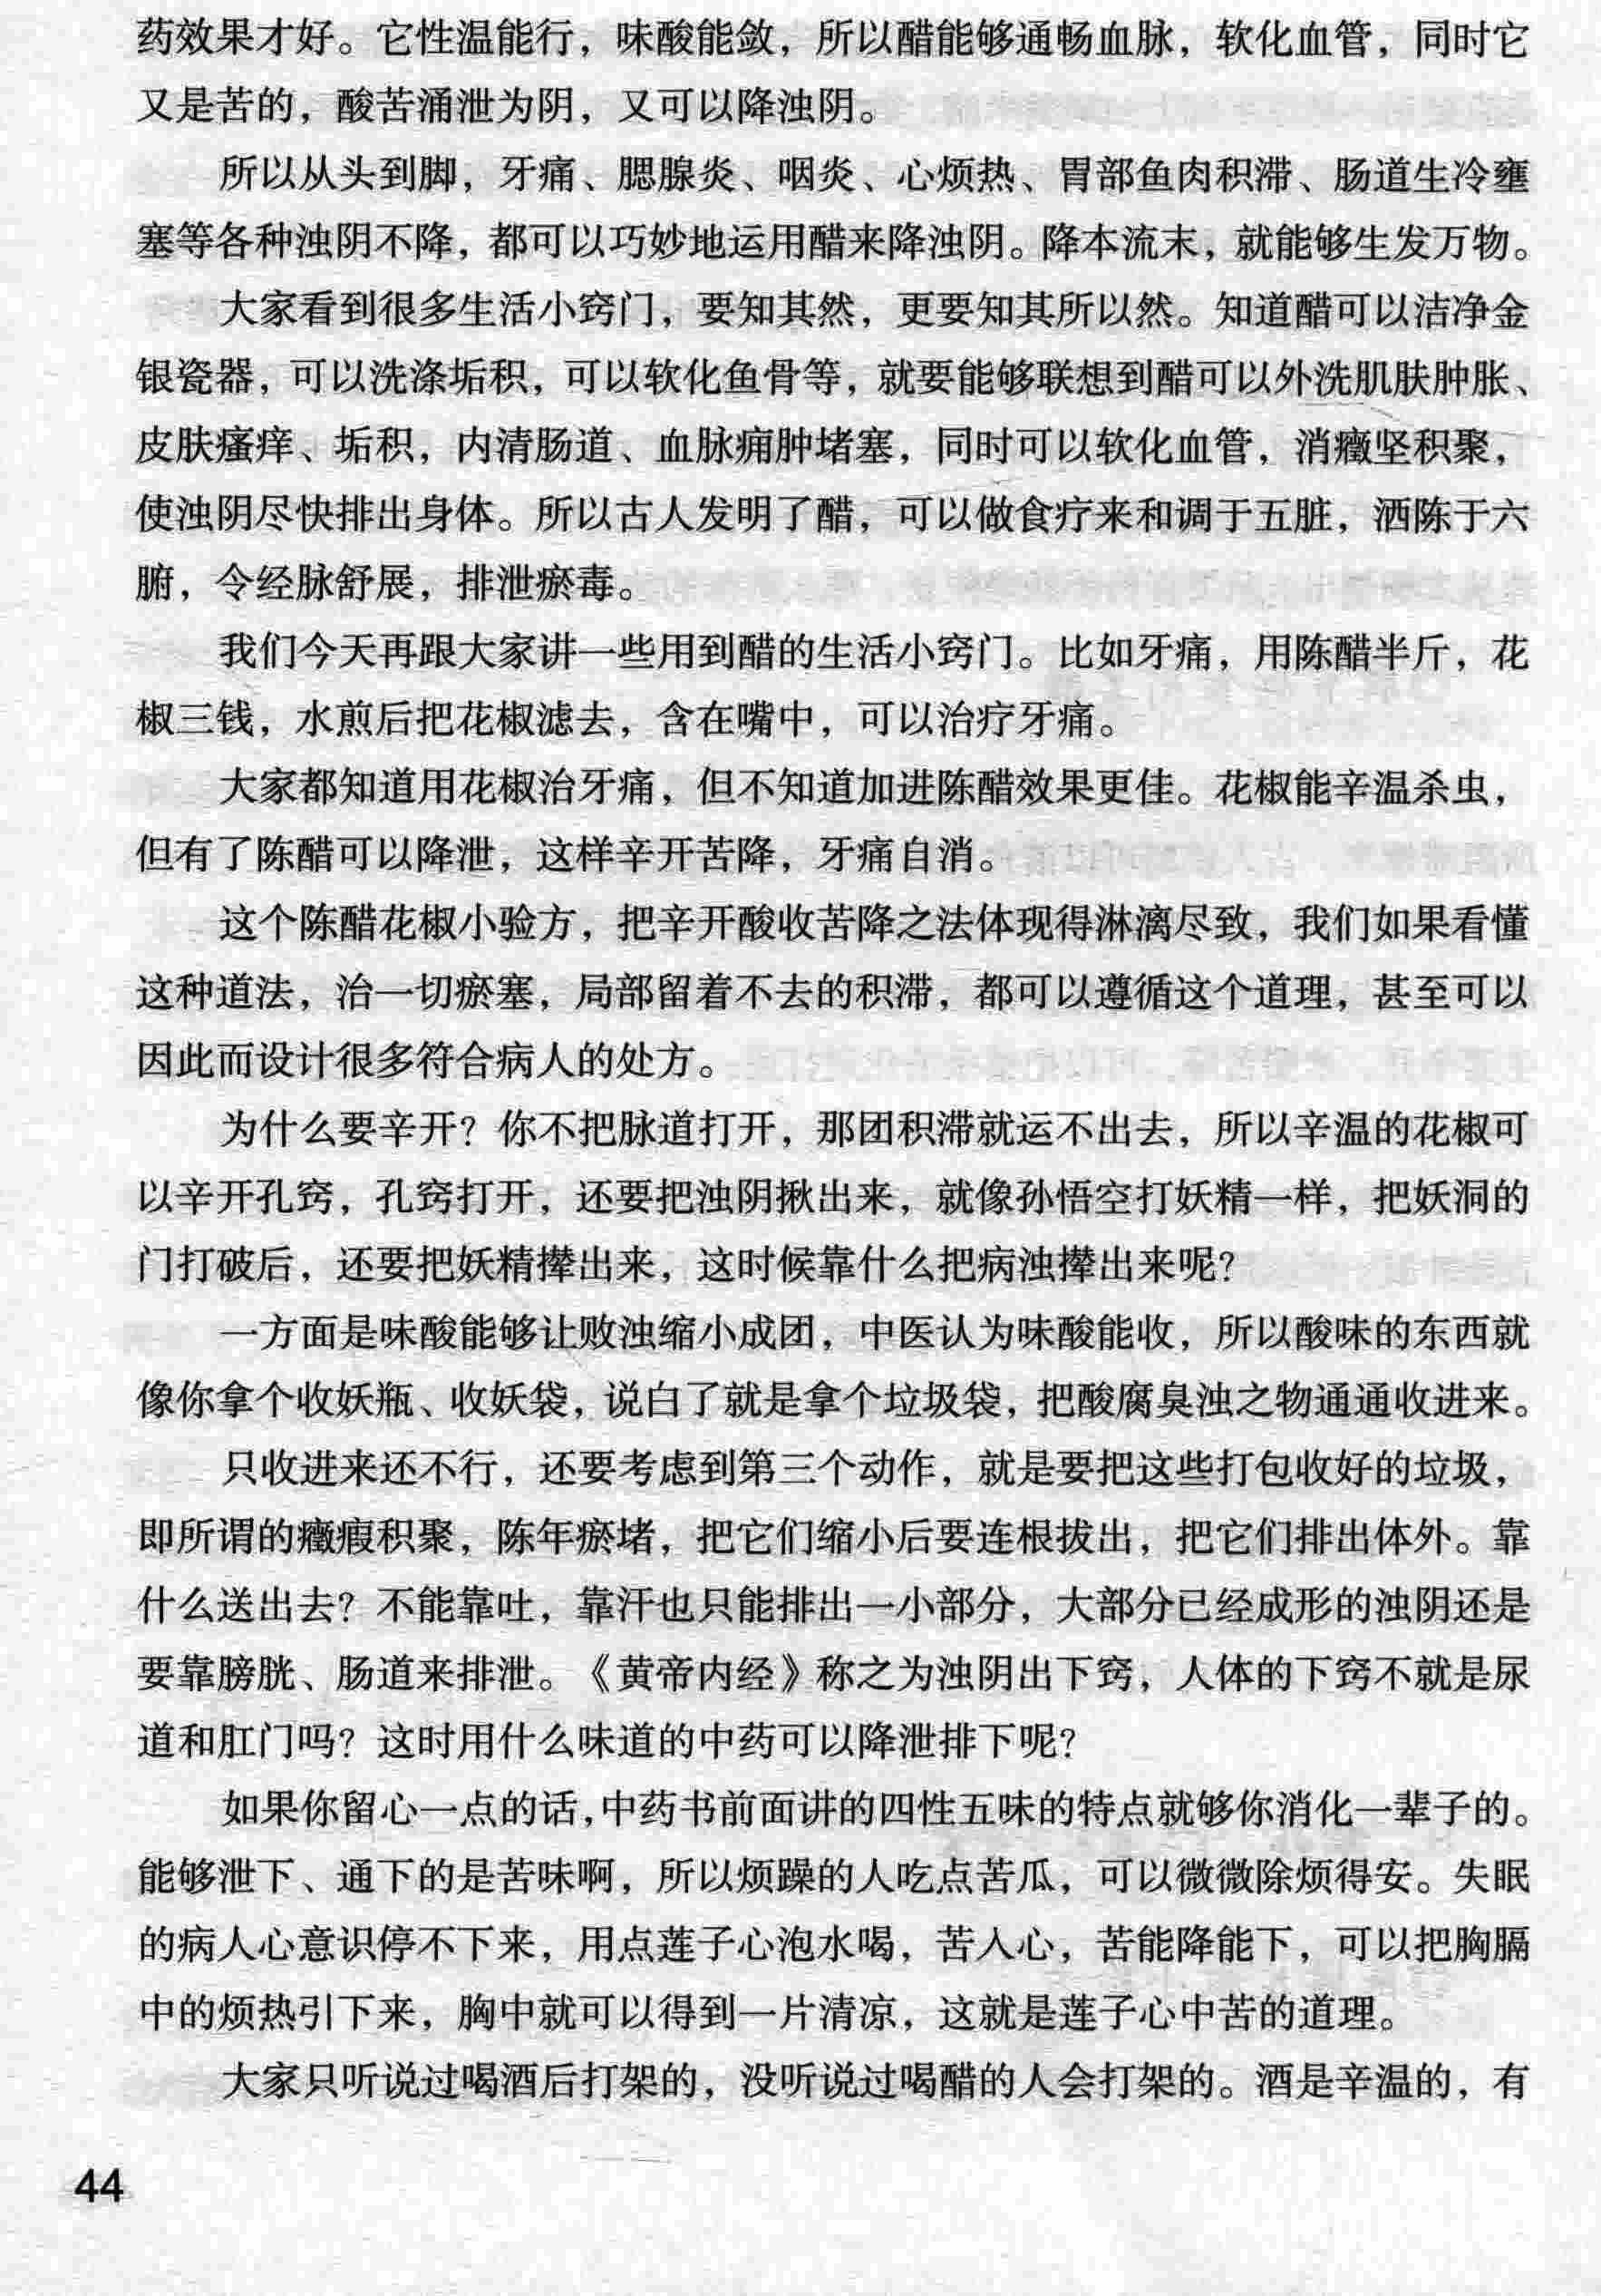 药效果才好。它性温能行，味酸能敛，所以醋能够通畅血脉，软化血管，同时它
又是苦的，酸苦涌泄为阴，又可以降浊阴。
所以从头到脚，牙痛、腮腺炎、咽炎、心烦热、胃部鱼肉积滞、肠道生冷壅
塞等各种浊阴不降，都可以巧妙地运用醋来降浊阴。降本流末，就能够生发万物。
大家看到很多生活小窍门，要知其然，更要知其所以然。知道醋可以洁净金
银瓷器，可以洗涤垢积，可以软化鱼骨等，就要能够联想到醋可以外洗肌肤肿胀、
皮肤瘙痒、垢积，内清肠道、血脉痈肿堵塞，同时可以软化血管，消癥坚积聚，
使浊阴尽快排出身体。所以古人发明了醋，可以做食疗来和调于五脏，洒陈于六
腑，令经脉舒展，排泄瘀毒。
我们今天再跟大家讲一些用到醋的生活小窍门。比如牙痛，用陈醋半斤，花
椒三钱，水煎后把花椒滤去，含在嘴中，可以治疗牙痛。
大家都知道用花椒治牙痛，但不知道加进陈醋效果更佳。花椒能辛温杀虫，
但有了陈醋可以降泄，这样辛开苦降，牙痛自消。
这个陈醋花椒小验方，把辛开酸收苦降之法体现得淋漓尽致，我们如果看懂
这种道法，治一切瘀塞，局部留着不去的积滞，都可以遵循这个道理，甚至可以
因此而设计很多符合病人的处方。
为什么要辛开？你不把脉道打开，那团积滞就运不出去，所以辛温的花椒可
以辛开孔窍，孔窍打开，还要把浊阴揪出来，就像孙悟空打妖精一样，把妖洞的
门打破后，还要把妖精撵出来，这时候靠什么把病浊撵出来呢？
一方面是味酸能够让败浊缩小成团，中医认为味酸能收，所以酸味的东西就
像你拿个收妖瓶、收妖袋，说白了就是拿个垃圾袋，把酸腐臭浊之物通通收进来。
只收进来还不行，还要考虑到第三个动作，就是要把这些打包收好的垃圾，
即所谓的癥瘕积聚，陈年瘀堵，把它们缩小后要连根拔出，把它们排出体外。靠
什么送出去？不能靠吐，靠汗也只能排出一小部分，大部分已经成形的浊阴还是
要靠膀胱、肠道来排泄。《黄帝内经》称之为浊阴出下窍，人体的下窍不就是尿
道和肛门吗？这时用什么味道的中药可以降泄排下呢？
如果你留心一点的话，中药书前面讲的四性五味的特点就够你消化一辈子的。
能够泄下、通下的是苦味啊，所以烦躁的人吃点苦瓜，可以微微除烦得安。失眠
的病人心意识停不下来，用点莲子心泡水喝，苦入心，苦能降能下，可以把胸膈
中的烦热引下来，胸中就可以得到一片清凉，这就是莲子心中苦的道理。
大家只听说过喝酒后打架的，没听说过喝醋的人会打架的。酒是辛温的，有
44